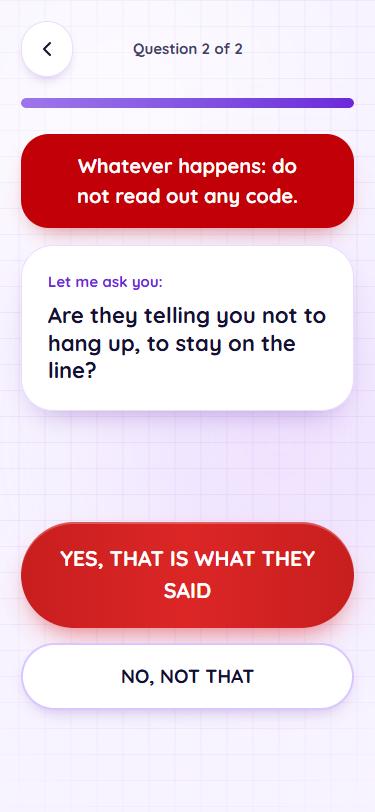 Question 2 of 2
Whatever happens: do
not read out any code.
Let me ask you:
Are they telling you not to
hang up, to stay on the
line?
YES, THAT IS WHAT THEY
SAID
NO, NOT THAT